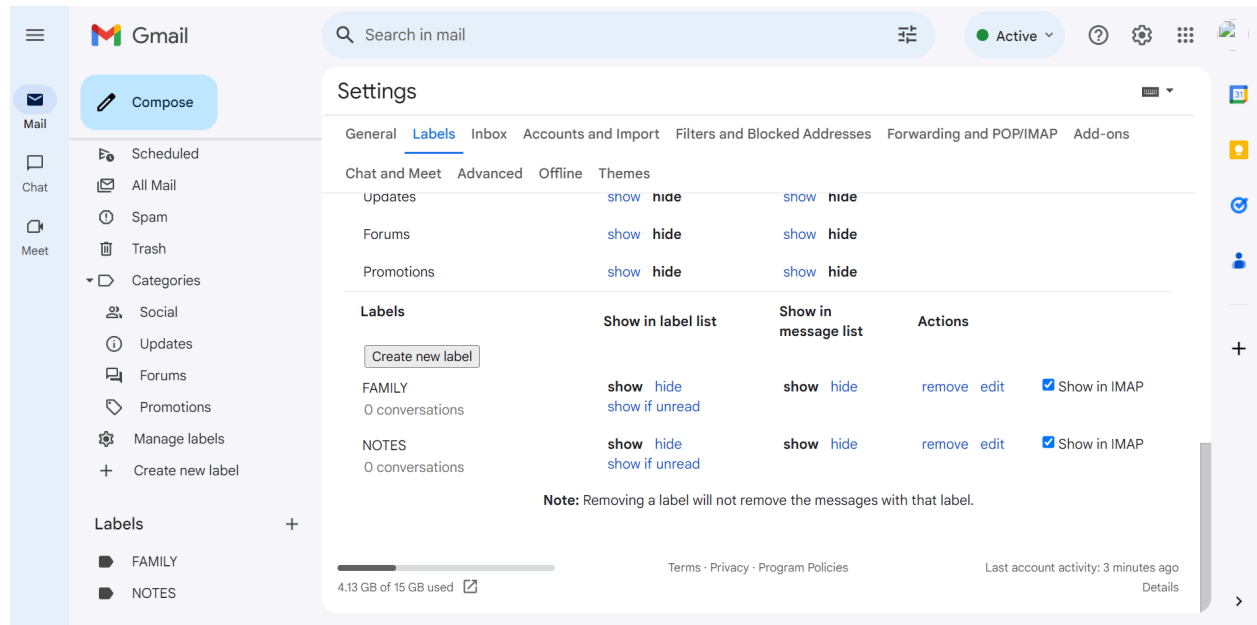 Gmail
Search in mail
Active
Mail
Chat
Meet
Compose
Scheduled
All Mail
Spam
Trash
Categories
Social
Updates
Forums
Promotions
Manage labels
Create new label
Labels
FAMILY
NOTES
Settings
General Labels Inbox Accounts and Import Filters and Blocked Addresses Forwarding and POP/IMAP Add-ons
Chat and Meet Advanced Offline Themes
Updates show hide show hide
Forums show hide show hide
Promotions show hide show hide
Labels Show in label list Show in message list Actions
Create new label
FAMILY show hide show hide remove edit Show in IMAP
0 conversations show if unread
NOTES show hide show hide remove edit Show in IMAP
0 conversations show if unread
Note: Removing a label will not remove the messages with that label.
4.13 GB of 15 GB used
Terms · Privacy · Program Policies
Last account activity: 3 minutes ago
Details
31